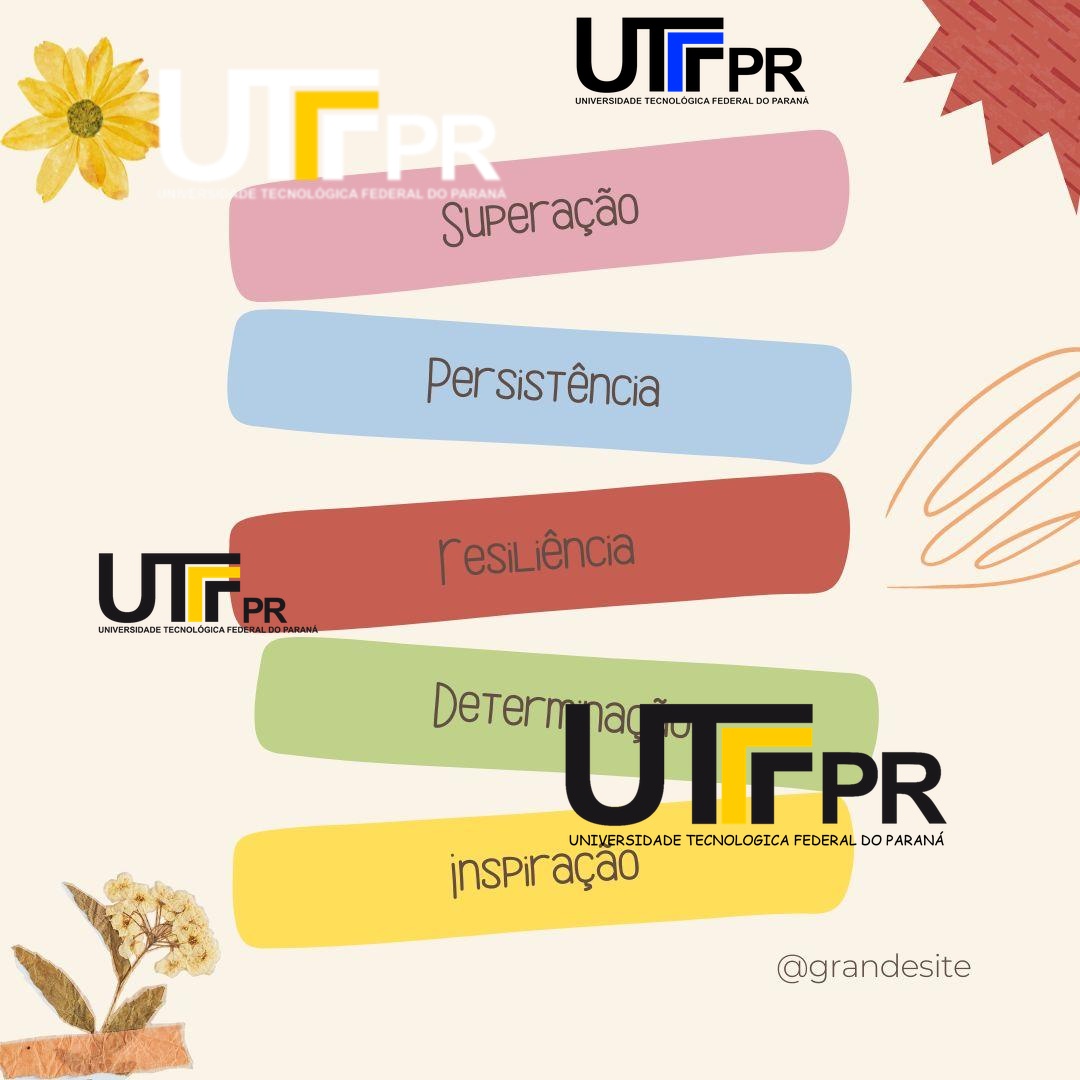 UTFPR
UNIVERSIDADE TECNOLÓGICA FEDERAL DO PARANÁ
UTFPR
UNIVERSIDADE TECNOLÓGICA FEDERAL DO PARANÁ
Superação
Persistência
resiliência
UTFPR
UNIVERSIDADE TECNOLÓGICA FEDERAL DO PARANÁ
Determinação
UTFPR
UNIVERSIDADE TECNOLOGICA FEDERAL DO PARANÁ
inspiração
@grandesite